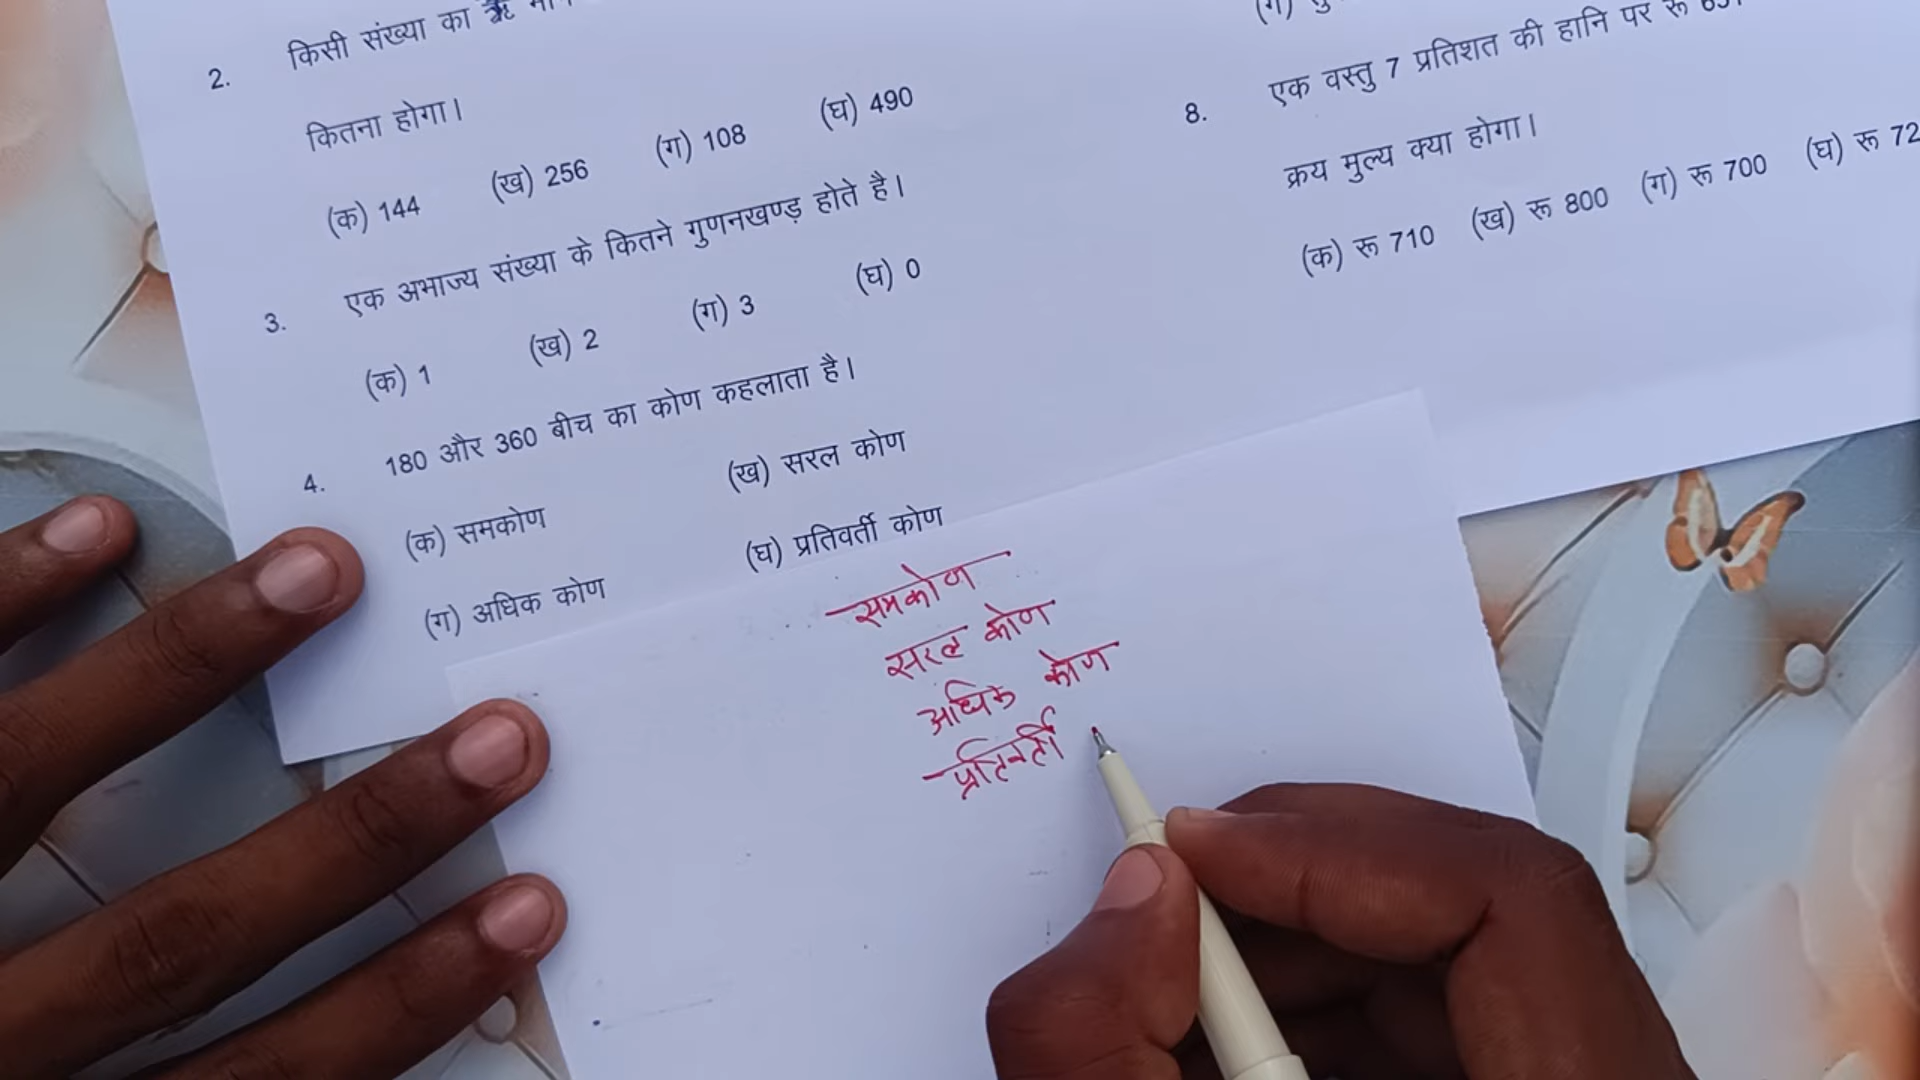 2. किसी संख्या का
कितना होगा।
(क) 144 (ख) 256 (ग) 108 (घ) 490
3. एक अभाज्य संख्या के कितने गुणनखण्ड होते है।
(क) 1 (ख) 2 (ग) 3 (घ) 0
4. 180 और 360 बीच का कोण कहलाता है।
(क) समकोण (ख) सरल कोण
(ग) अधिक कोण (घ) प्रतिवर्ती कोण
समकोण
सरल कोण
अधिक कोण
प्रतिवर्ती
(ग)
8. एक वस्तु 7 प्रतिशत की हानि पर रू
क्रय मुल्य क्या होगा।
(क) रू 710 (ख) रू 800 (ग) रू 700 (घ) रू 72